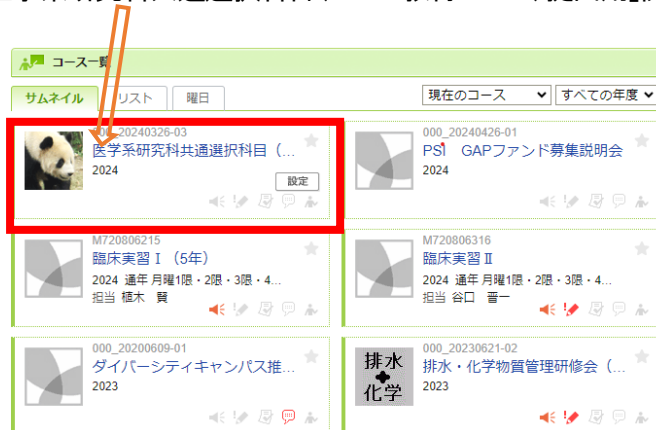 コース一覧
サムネイル リスト 曜日 現在のコース すべての年度
000_20240326-03
医学系研究科共通選択科目（...
2024
設定
000_20240426-01
PSI GAPファンド募集説明会
2024
M720806215
臨床実習Ⅰ（5年）
2024 通年 月曜1限・2限・3限・4...
担当 植木 賢
M720806316
臨床実習Ⅱ
2024 通年 月曜1限・2限・3限・4...
担当 谷口 晋一
000_20200609-01
ダイバーシティキャンパス推...
2023
排水
+
化学
000_20230621-02
排水・化学物質管理研修会（...
2023